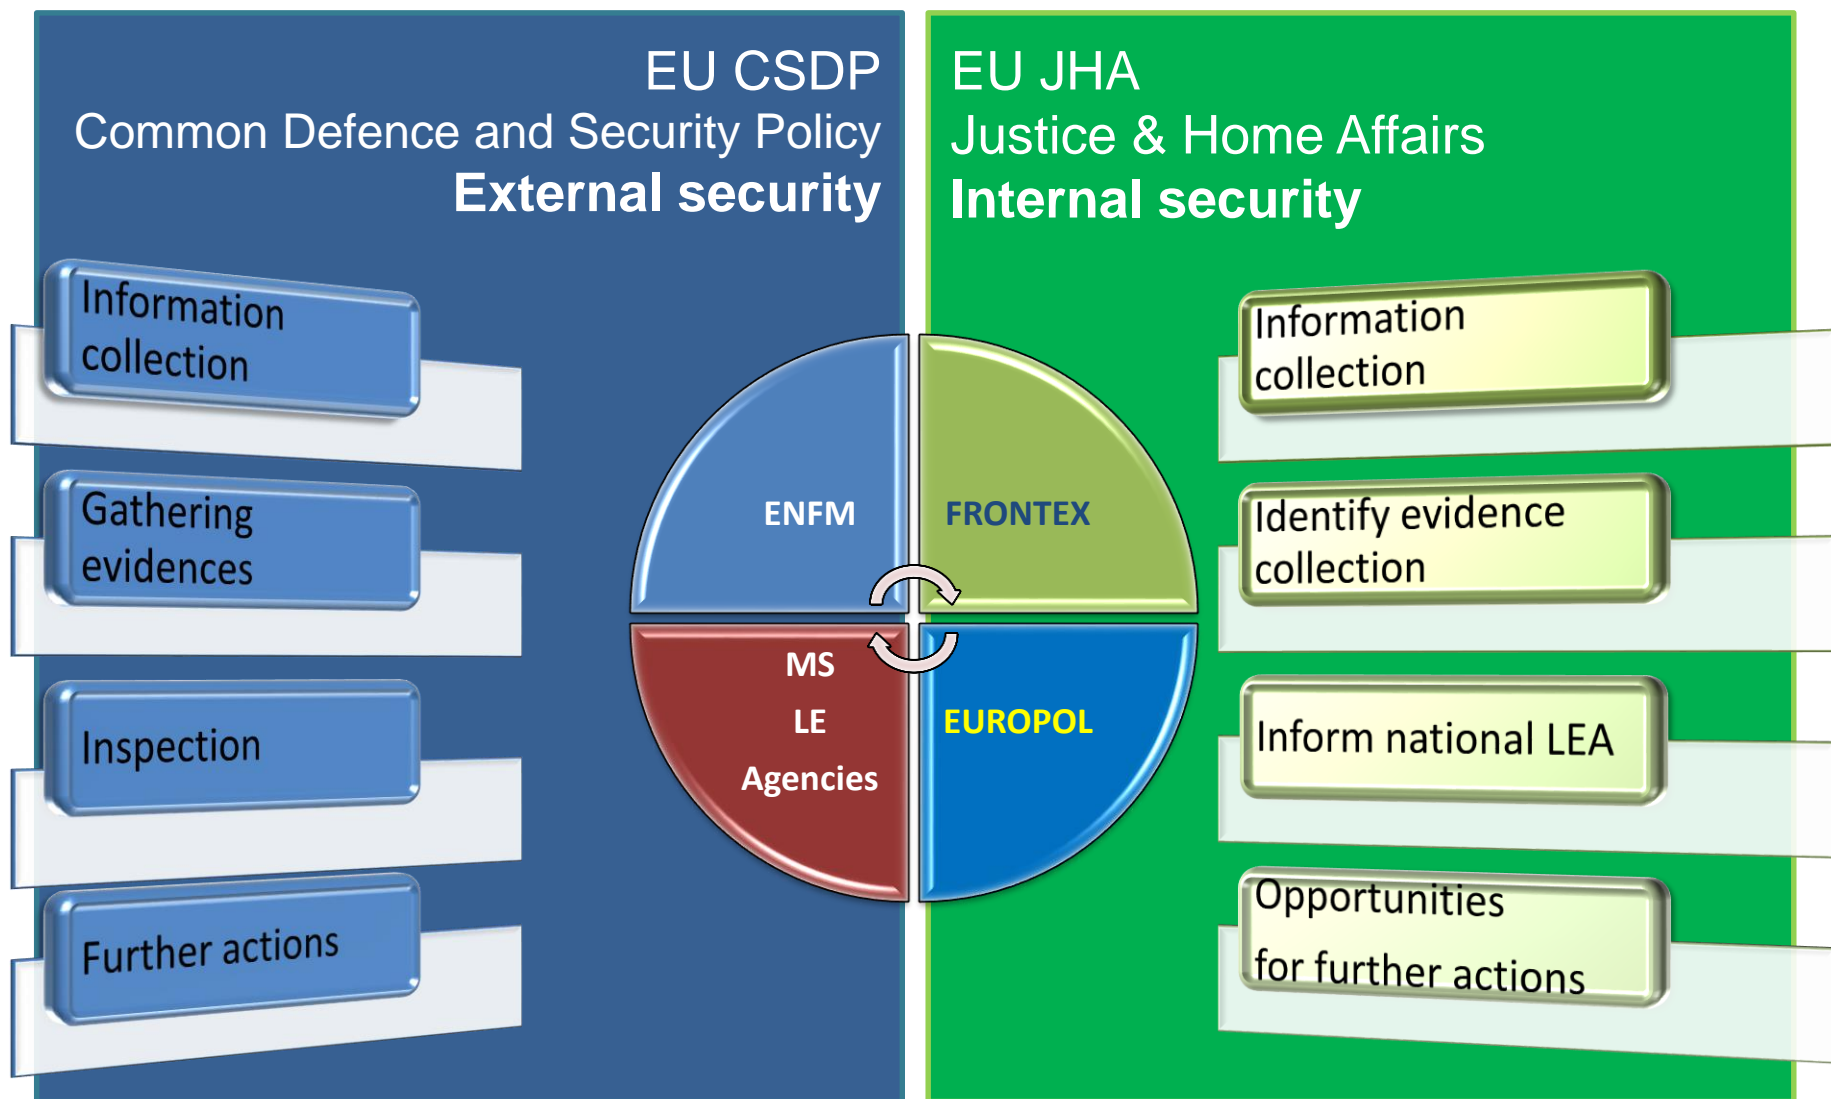 EU CSDP
Common Defence and Security Policy
External security
Information
collection
Gathering
evidences
Inspection
Further actions
ENFM
FRONTEX
MS
LE
Agencies
EUROPOL
EU JHA
Justice & Home Affairs
Internal security
Information
collection
Identify evidence
collection
Inform national LEA
Opportunities
for further actions